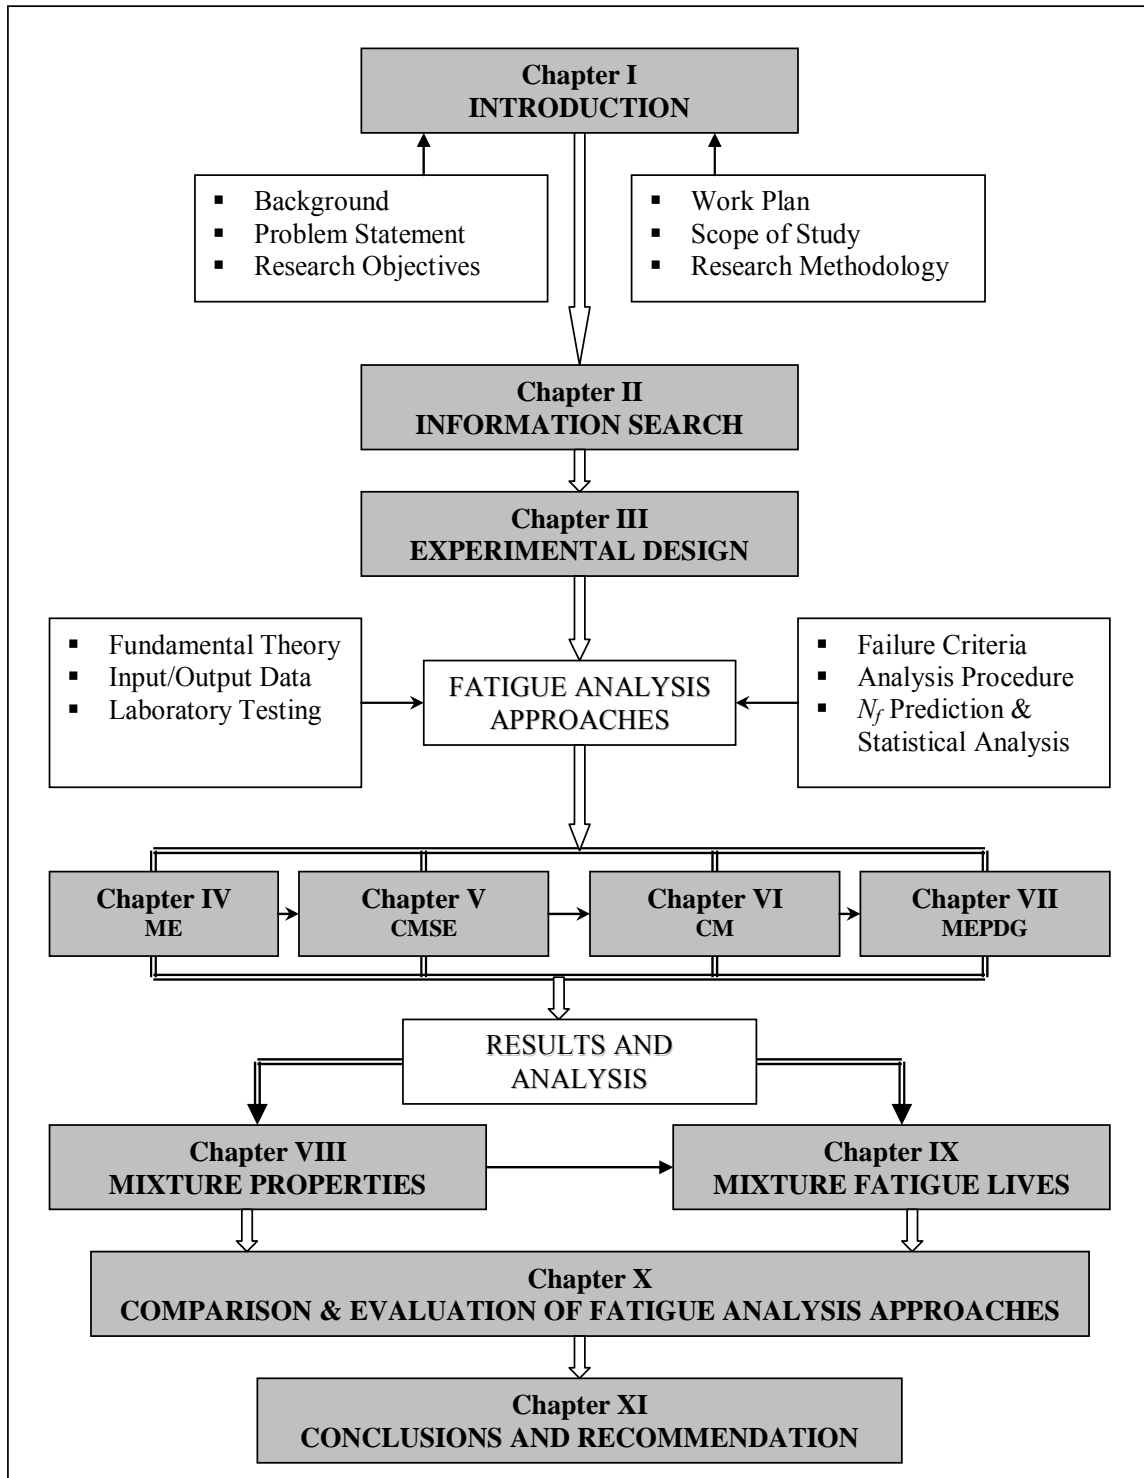 Chapter I
INTRODUCTION
▪ Background
▪ Problem Statement
▪ Research Objectives
▪ Work Plan
▪ Scope of Study
▪ Research Methodology
Chapter II
INFORMATION SEARCH
Chapter III
EXPERIMENTAL DESIGN
▪ Fundamental Theory
▪ Input/Output Data
▪ Laboratory Testing
FATIGUE ANALYSIS
APPROACHES
▪ Failure Criteria
▪ Analysis Procedure
▪ Nf Prediction &
Statistical Analysis
Chapter IV
ME
Chapter V
CMSE
Chapter VI
CM
Chapter VII
MEPDG
RESULTS AND
ANALYSIS
Chapter VIII
MIXTURE PROPERTIES
Chapter IX
MIXTURE FATIGUE LIVES
Chapter X
COMPARISON & EVALUATION OF FATIGUE ANALYSIS APPROACHES
Chapter XI
CONCLUSIONS AND RECOMMENDATION